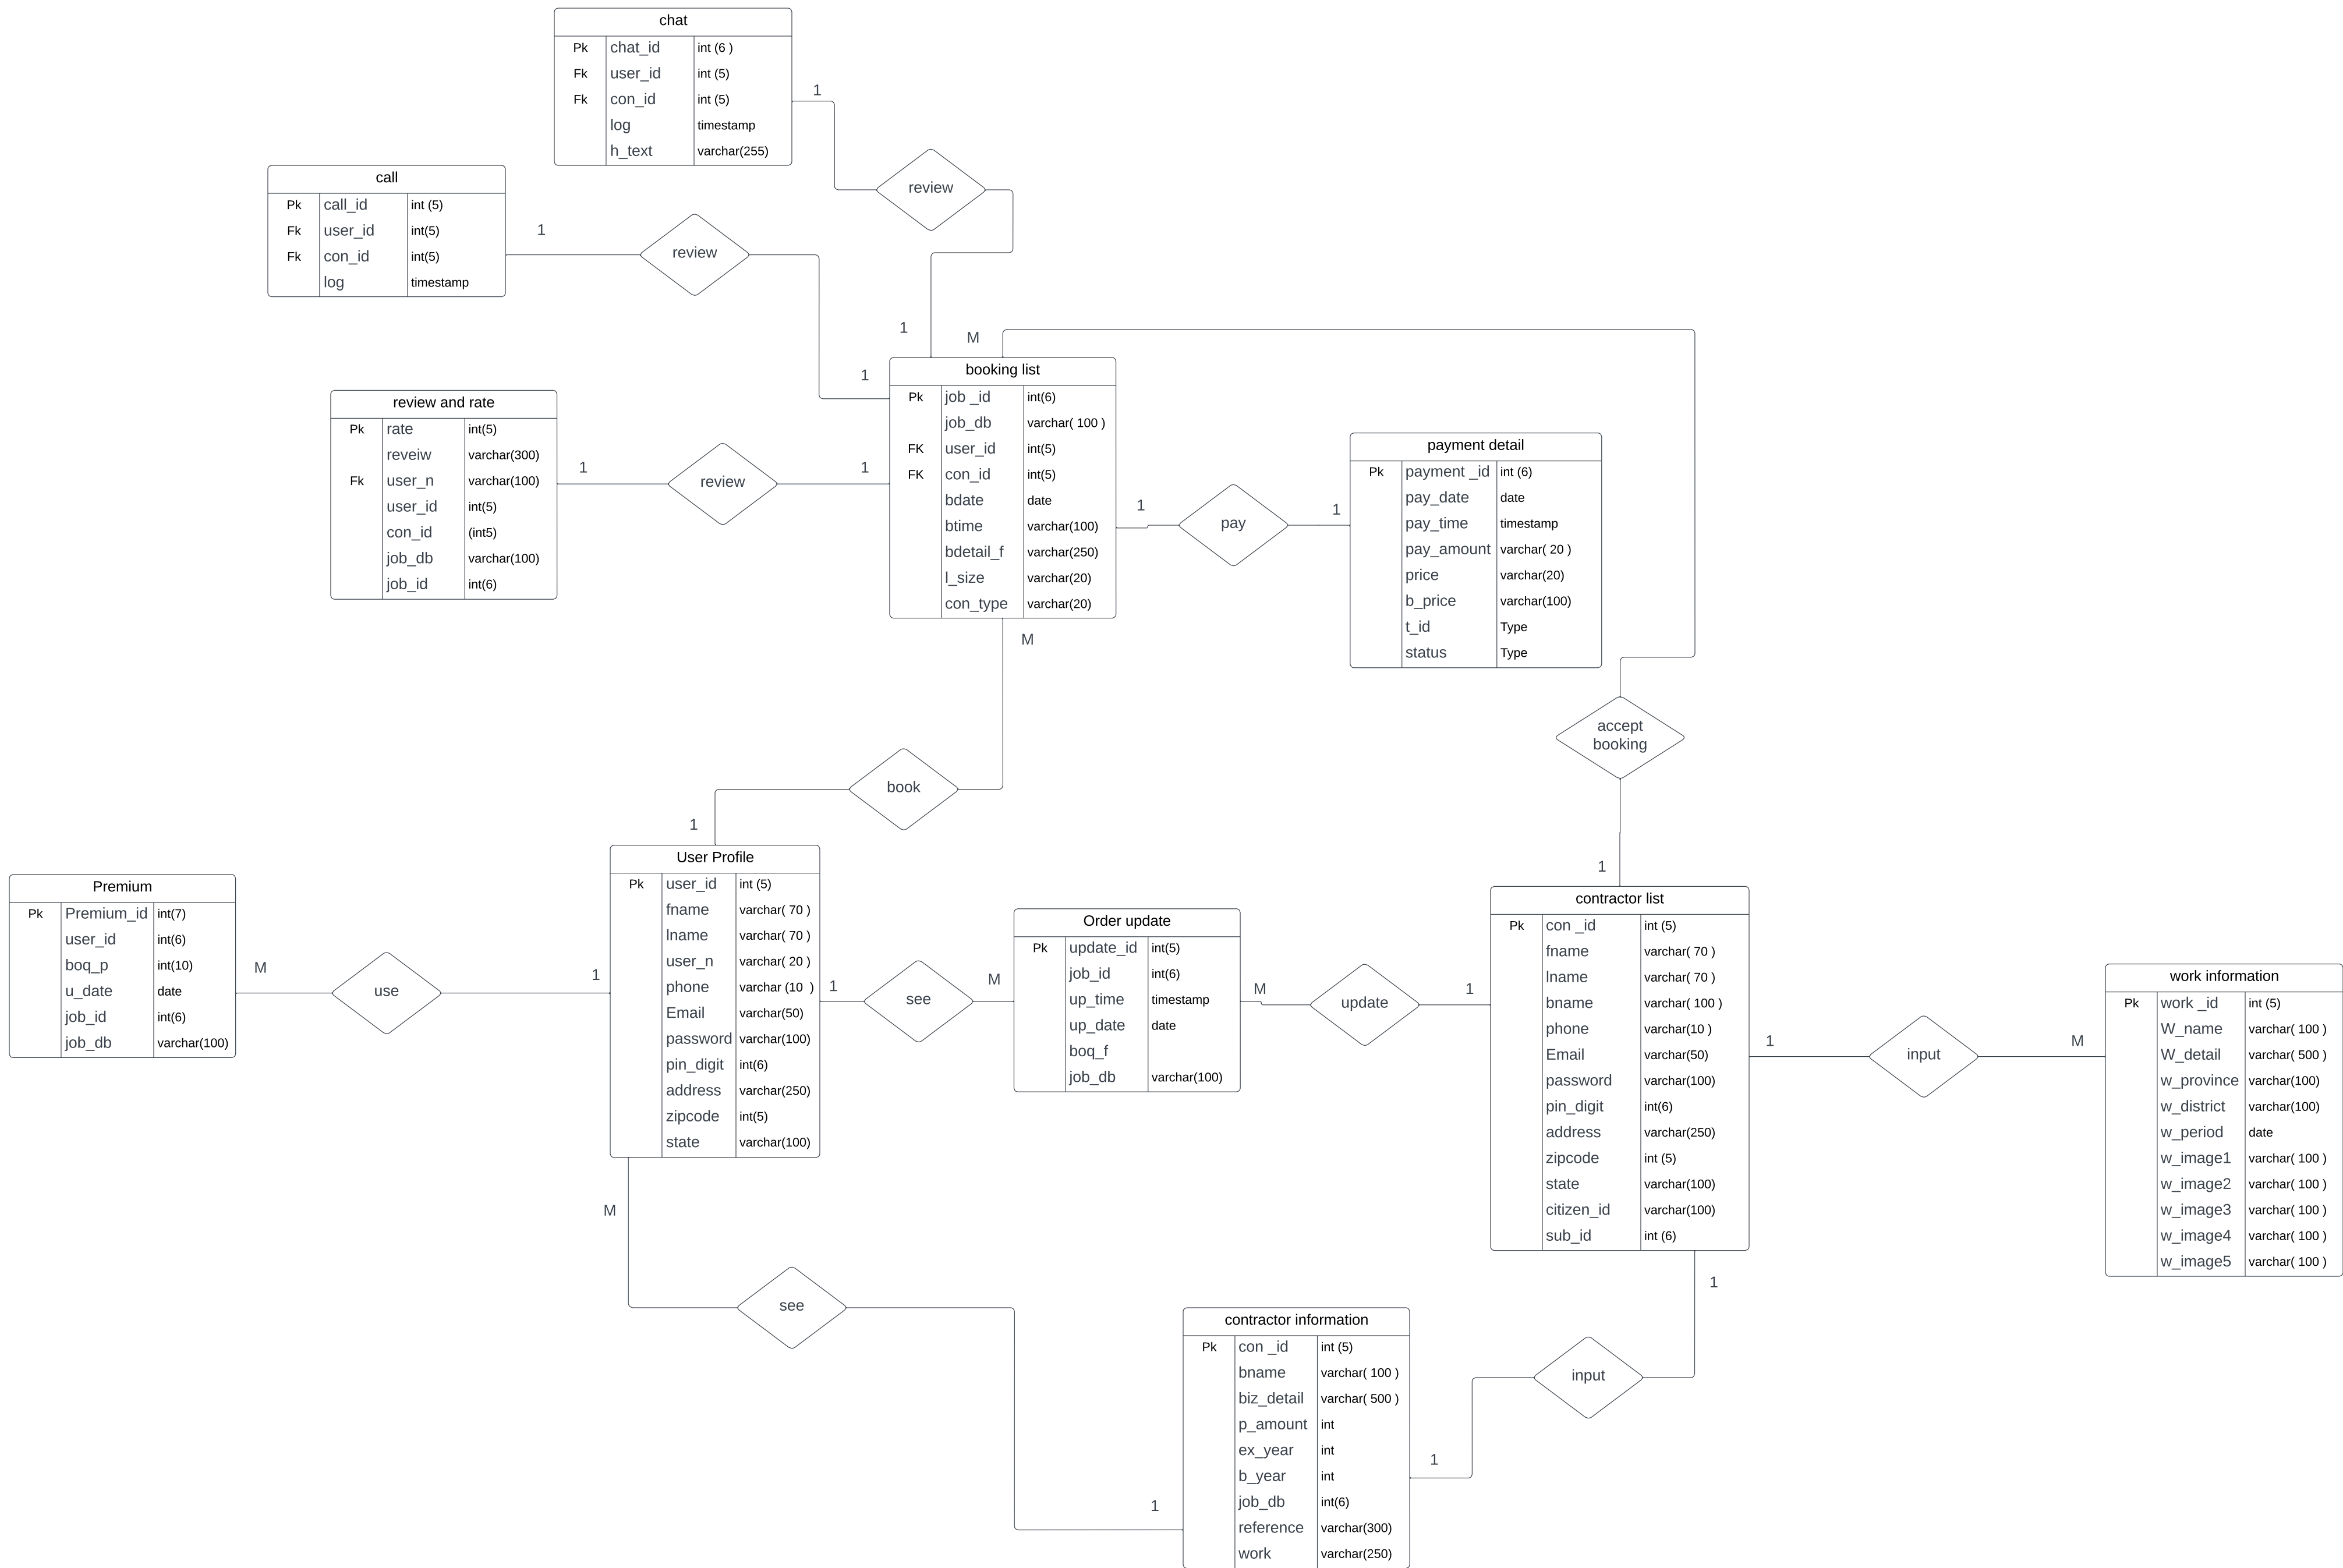 chat
Pk chat_id int (6 )
Fk user_id int (5)
Fk con_id int (5)
log timestamp
h_text varchar(255)
1
review
call
Pk call_id int (5)
Fk user_id int(5)
Fk con_id int(5)
log timestamp
1
review
1
M
1
booking list
Pk job _id int(6)
job_db varchar( 100 )
FK user_id int(5)
FK con_id int(5)
bdate date
btime varchar(100)
bdetail_f varchar(250)
l_size varchar(20)
con_type varchar(20)
review and rate
Pk rate int(5)
reveiw varchar(300)
Fk user_n varchar(100)
user_id int(5)
con_id (int5)
job_db varchar(100)
job_id int(6)
1
review
1
1
pay
1
payment detail
Pk payment _id int (6)
pay_date date
pay_time timestamp
pay_amount varchar( 20 )
price varchar(20)
b_price varchar(100)
t_id Type
status Type
M
accept
booking
book
1
1
User Profile
Pk user_id int (5)
fname varchar( 70 )
lname varchar( 70 )
user_n varchar( 20 )
phone varchar (10  )
Email varchar(50)
password varchar(100)
pin_digit int(6)
address varchar(250)
zipcode int(5)
state varchar(100)
Premium
Pk Premium_id int(7)
user_id int(6)
boq_p int(10)
u_date date
job_id int(6)
job_db varchar(100)
M
use
1
1
see
M
Order update
Pk update_id int(5)
job_id int(6)
up_time timestamp
up_date date
boq_f
job_db varchar(100)
M
update
1
contractor list
Pk con _id int (5)
fname varchar( 70 )
lname varchar( 70 )
bname varchar( 100 )
phone varchar(10 )
Email varchar(50)
password varchar(100)
pin_digit int(6)
address varchar(250)
zipcode int (5)
state varchar(100)
citizen_id varchar(100)
sub_id int (6)
1
input
M
work information
Pk work _id int (5)
W_name varchar( 100 )
W_detail varchar( 500 )
w_province varchar(100)
w_district varchar(100)
w_period date
w_image1 varchar( 100 )
w_image2 varchar( 100 )
w_image3 varchar( 100 )
w_image4 varchar( 100 )
w_image5 varchar( 100 )
M
see
1
contractor information
Pk con _id int (5)
bname varchar( 100 )
biz_detail varchar( 500 )
p_amount int
ex_year int
b_year int
job_db int(6)
reference varchar(300)
work varchar(250)
1
input
1